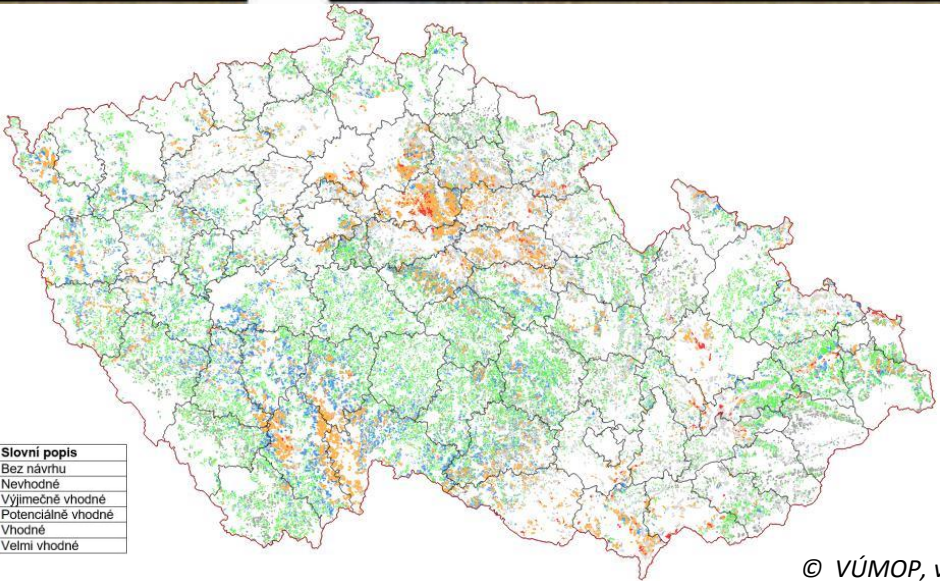 Slovní popis
Bez návrhu
Nevhodné
Výjimečně vhodné
Potenciálně vhodné
Vhodné
Velmi vhodné
© VÚMOP, v